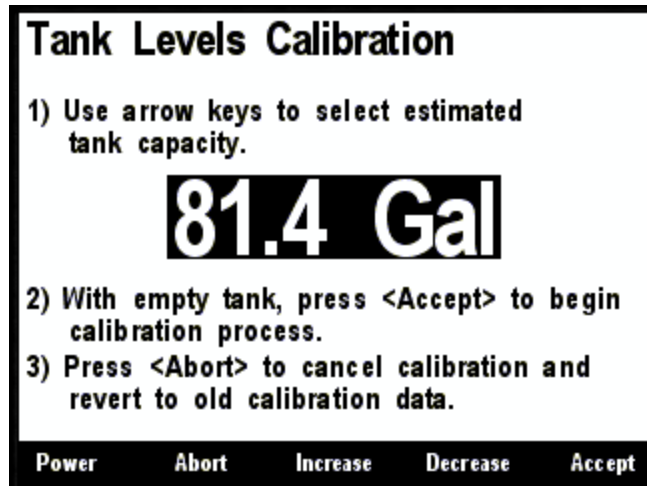 Tank Levels Calibration
1) Use arrow keys to select estimated
tank capacity.
81.4 Gal
2) With empty tank, press <Accept> to begin
calibration process.
3) Press <Abort> to cancel calibration and
revert to old calibration data.
Power Abort Increase Decrease Accept